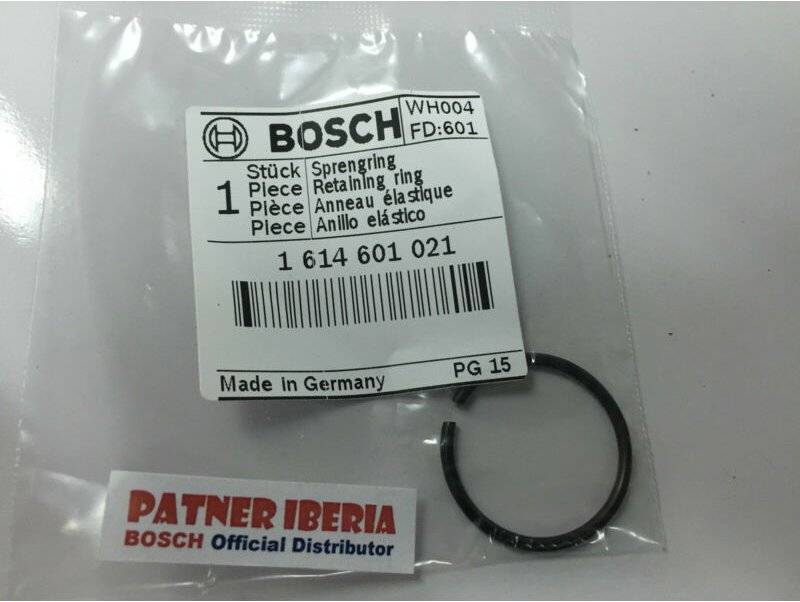 BOSCH
WH004
FD:601
1
Stück Sprengring
Piece Retaining ring
Pièce Anneau élastique
Piece Anillo elástico
1 614 601 021
Made in Germany
PG 15
PATNER IBERIA
BOSCH Official Distributor